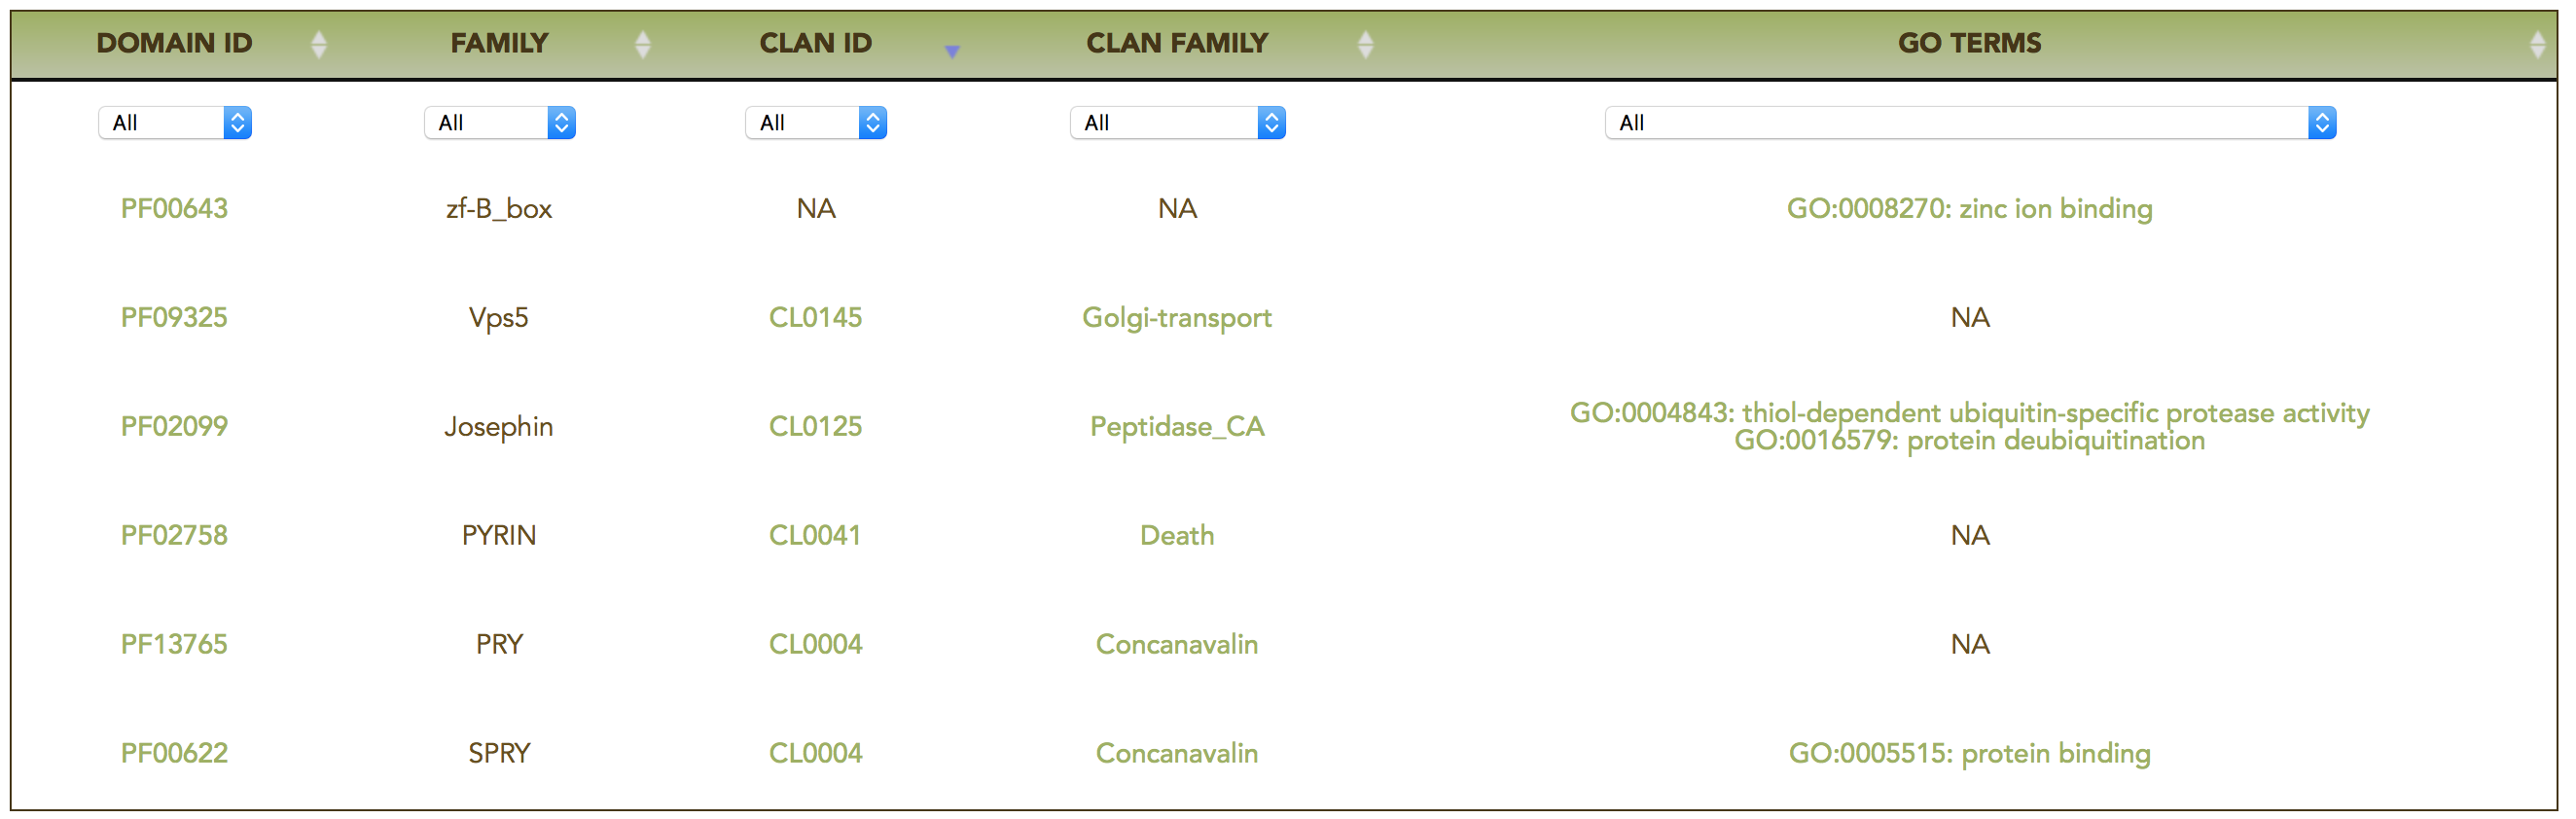 DOMAIN ID FAMILY CLAN ID CLAN FAMILY GO TERMS
All All All All All
PF00643 zf-B_box NA NA GO:0008270: zinc ion binding
PF09325 Vps5 CL0145 Golgi-transport NA
PF02099 Josephin CL0125 Peptidase_CA GO:0004843: thiol-dependent ubiquitin-specific protease activity
GO:0016579: protein deubiquitination
PF02758 PYRIN CL0041 Death NA
PF13765 PRY CL0004 Concanavalin NA
PF00622 SPRY CL0004 Concanavalin GO:0005515: protein binding